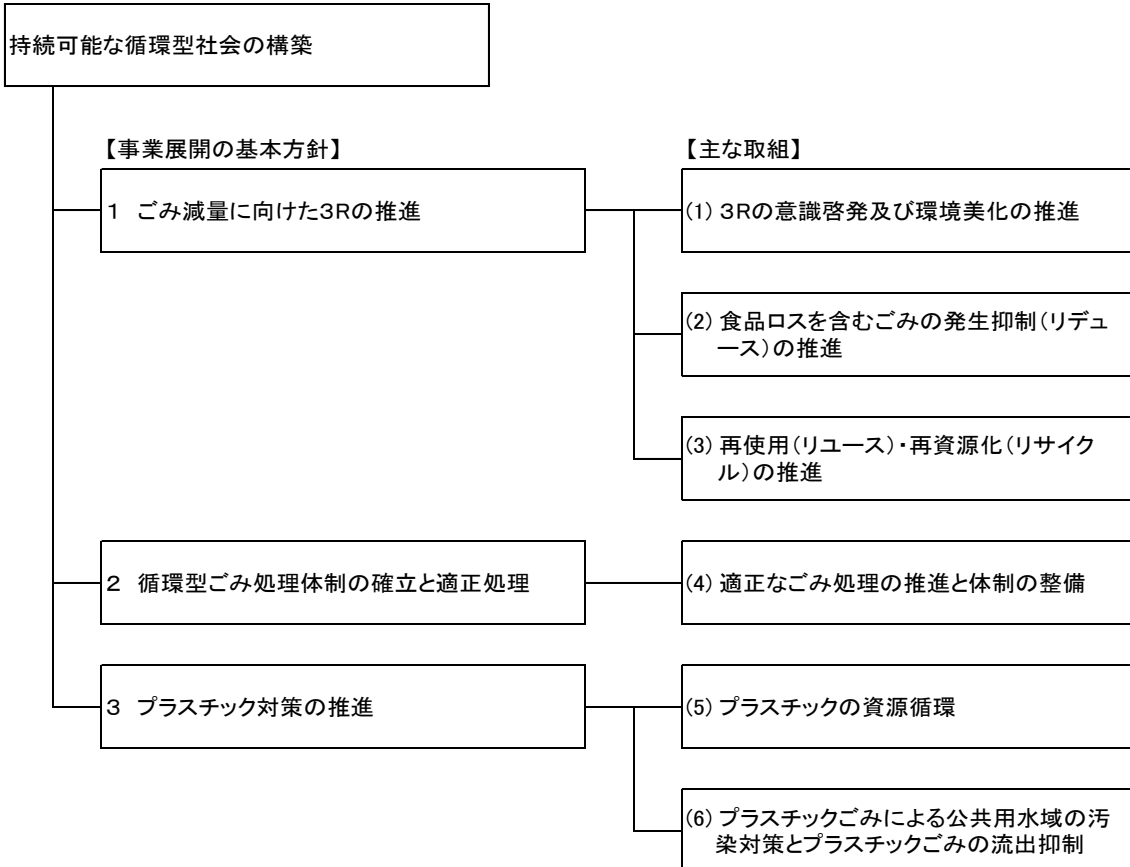 持続可能な循環型社会の構築
【事業展開の基本方針】
【主な取組】
1 ごみ減量に向けた3Rの推進
(1) 3Rの意識啓発及び環境美化の推進
(2) 食品ロスを含むごみの発生抑制(リデュ
ース)の推進
(3) 再使用(リユース)・再資源化(リサイク
ル)の推進
2 循環型ごみ処理体制の確立と適正処理
(4) 適正なごみ処理の推進と体制の整備
3 プラスチック対策の推進
(5) プラスチックの資源循環
(6) プラスチックごみによる公共用水域の汚
染対策とプラスチックごみの流出抑制